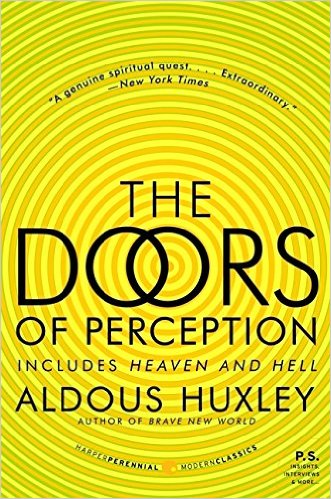 "A genuine spiritual quest. . . . Extraordinary."
—New York Times
THE
DOORS
OF PERCEPTION
INCLUDES HEAVEN AND HELL
ALDOUS HUXLEY
AUTHOR OF BRAVE NEW WORLD
HARPERPERENNIAL MODERNCLASSICS
P.S.
INSIGHTS,
INTERVIEWS
& MORE...